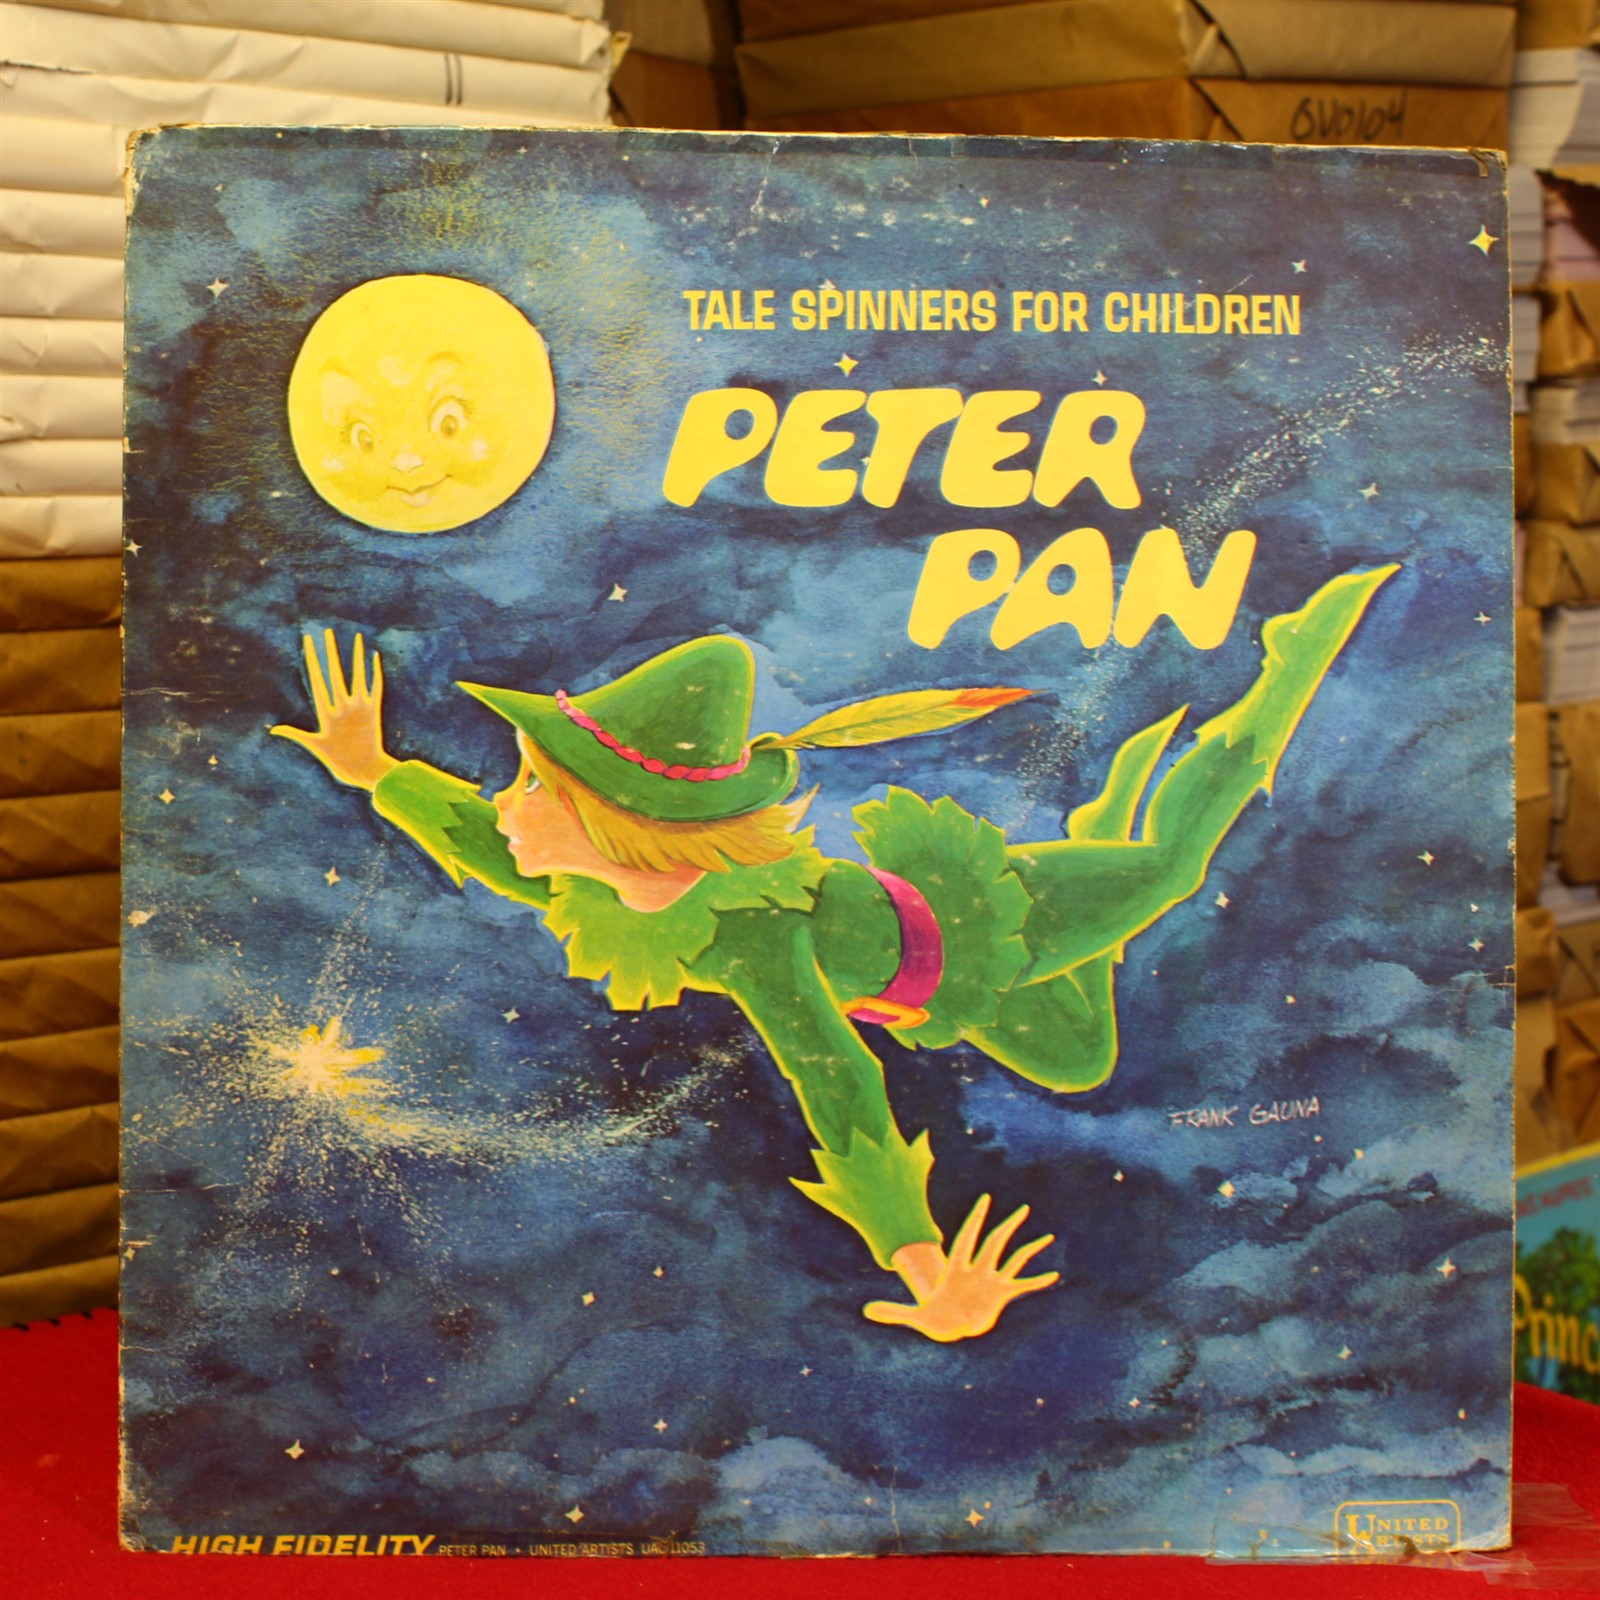 OVD104
TALE SPINNERS FOR CHILDREN
PETER
PAN
FRANK GAUNA
Princ
HIGH FIDELITY PETER PAN • UNITED ARTISTS UAC 11053
UNITED
ARTISTS